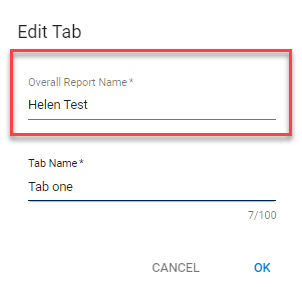 Edit Tab
Overall Report Name *
Helen Test
Tab Name *
Tab one
7/100
CANCEL OK